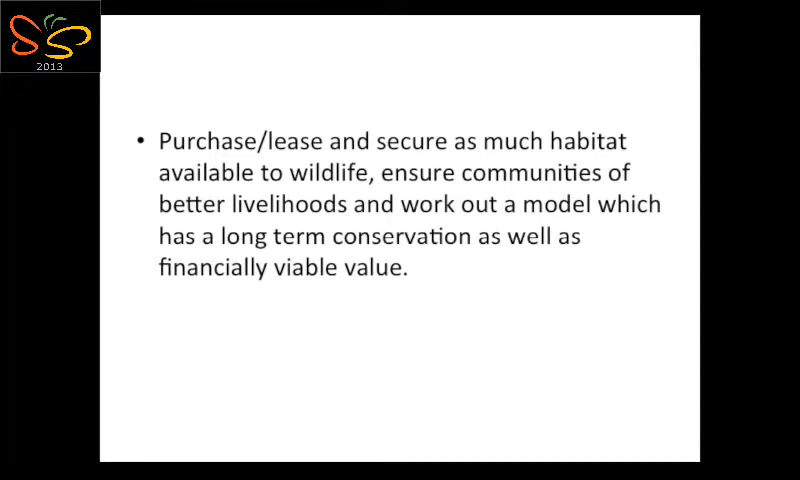 2013
• Purchase/lease and secure as much habitat
available to wildlife, ensure communities of
better livelihoods and work out a model which
has a long term conservation as well as
financially viable value.